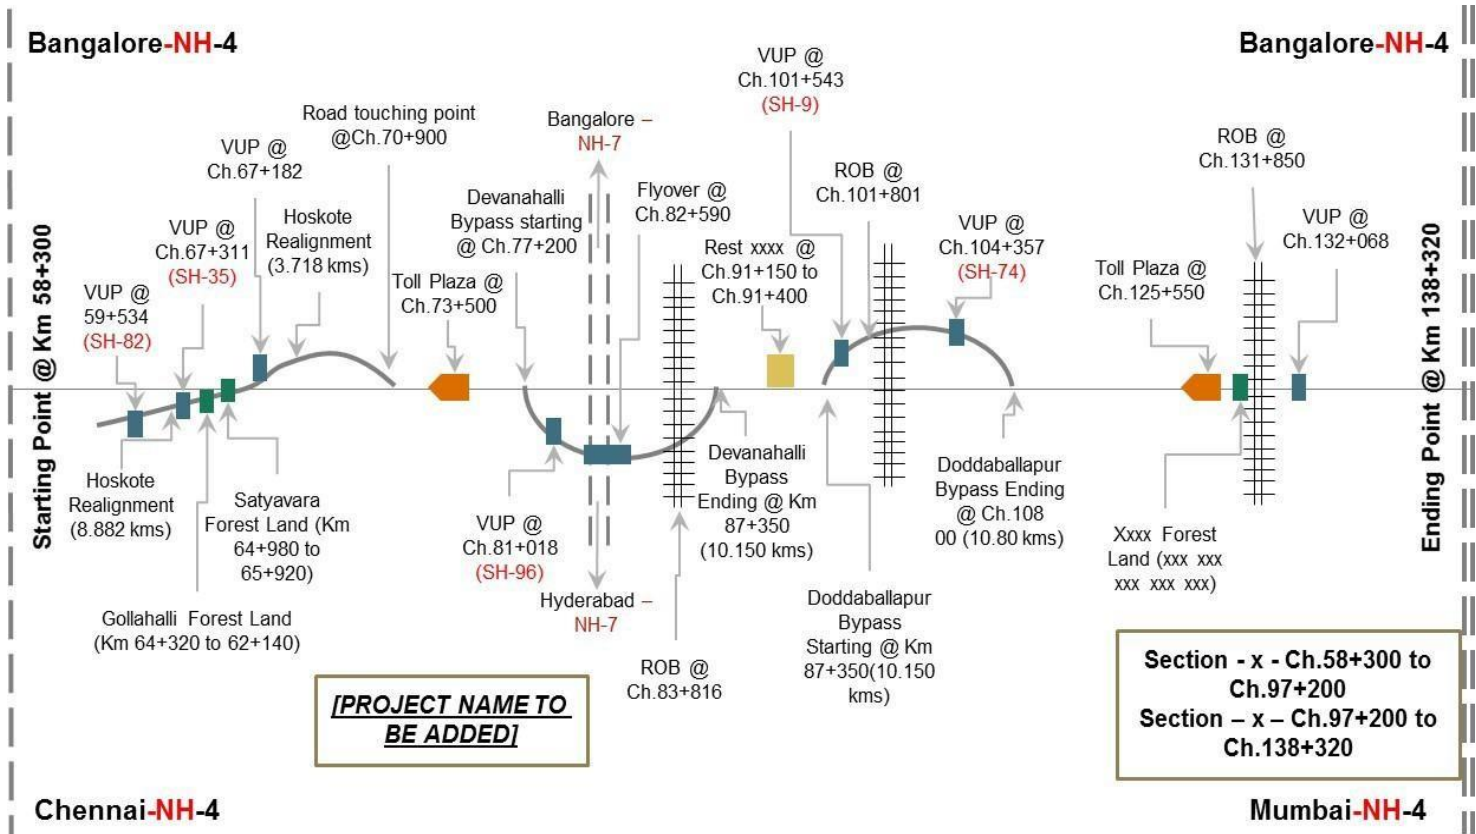 Bangalore-NH-4
Bangalore-NH-4
Starting Point @ Km 58+300
VUP @
59+534
(SH-82)
VUP @
Ch.67+311
(SH-35)
VUP @
Ch.67+182
Hoskote
Realignment
(3.718 kms)
Road touching point
@Ch.70+900
Toll Plaza @
Ch.73+500
Devanahalli
Bypass starting
@ Ch.77+200
Bangalore –
NH-7
Flyover @
Ch.82+590
Rest xxxx @
Ch.91+150 to
Ch.91+400
VUP @
Ch.101+543
(SH-9)
ROB @
Ch.101+801
VUP @
Ch.104+357
(SH-74)
Toll Plaza @
Ch.125+550
ROB @
Ch.131+850
VUP @
Ch.132+068
Ending Point @ Km 138+320
Hoskote
Realignment
(8.882 kms)
Satyavara
Forest Land (Km
64+980 to
65+920)
Gollahalli Forest Land
(Km 64+320 to 62+140)
VUP @
Ch.81+018
(SH-96)
Hyderabad –
NH-7
ROB @
Ch.83+816
Devanahalli
Bypass
Ending @ Km
87+350
(10.150 kms)
Doddaballapur
Bypass
Starting @ Km
87+350(10.150
kms)
Doddaballapur
Bypass Ending
@ Ch.108
00 (10.80 kms)
Xxxx Forest
Land (xxx xxx
xxx xxx xxx)
[PROJECT NAME TO
BE ADDED]
Section - x - Ch.58+300 to
Ch.97+200
Section – x – Ch.97+200 to
Ch.138+320
Chennai-NH-4
Mumbai-NH-4